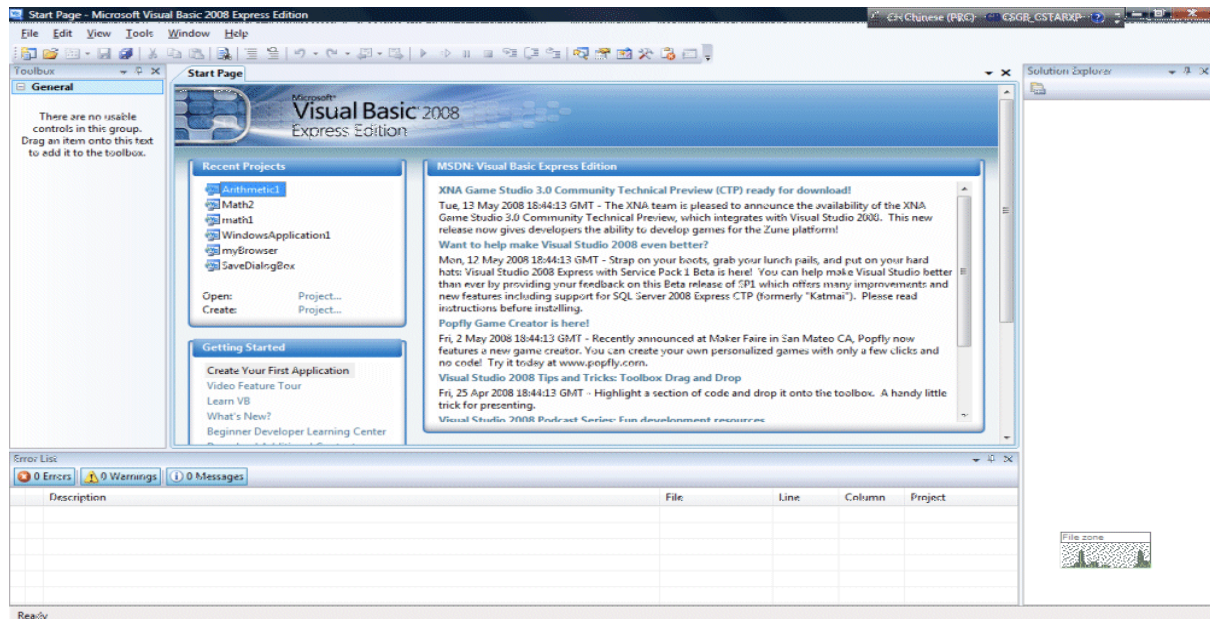 Start Page - Microsoft Visual Basic 2008 Express Edition
CH Chinese (PRC)
File Edit View Tools Window Help
Toolbox
Start Page
Solution Explorer
General
There are no usable
controls in this group.
Drag an item onto this text
to add it to the toolbox.
Microsoft
Visual Basic 2008
Express Edition
Recent Projects
Arithmetic1
Math2
math1
WindowsApplication1
myBrowser
SaveDialogBox
Open: Project...
Create: Project...
Getting Started
Create Your First Application
Video Feature Tour
Learn VB
What's New?
Beginner Developer Learning Center
MSDN: Visual Basic Express Edition
XNA Game Studio 3.0 Community Technical Preview (CTP) ready for download!
Tue, 13 May 2008 18:44:13 GMT - The XNA team is pleased to announce the availability of the XNA
Game Studio 3.0 Community Technical Preview, which integrates with Visual Studio 2008. This new
release now gives developers the ability to develop games for the Zune platform!
Want to help make Visual Studio 2008 even better?
Mon, 12 May 2008 18:44:13 GMT - Strap on your boots, grab your lunch pails, and put on your hard
hats: Visual Studio 2008 Express with Service Pack 1 Beta is here! You can help make Visual Studio better
than ever by providing your feedback on this Beta release of SP1 which offers many improvements and
new features including support for SQL Server 2008 Express CTP (formerly "Katmai"). Please read
instructions before installing.
Popfly Game Creator is here!
Fri, 2 May 2008 18:44:13 GMT - Recently announced at Maker Faire in San Mateo CA, Popfly now
features a new game creator. You can create your own personalized games with only a few clicks and
no code! Try it today at www.popfly.com.
Visual Studio 2008 Tips and Tricks: Toolbox Drag and Drop
Fri, 25 Apr 2008 18:44:13 GMT - Highlight a section of code and drop it onto the toolbox. A handy little
trick for presenting.
Visual Studio 2008 Podcast Series: Fun development resources
Error List
0 Errors 0 Warnings 0 Messages
Description File Line Column Project
File zone
Ready